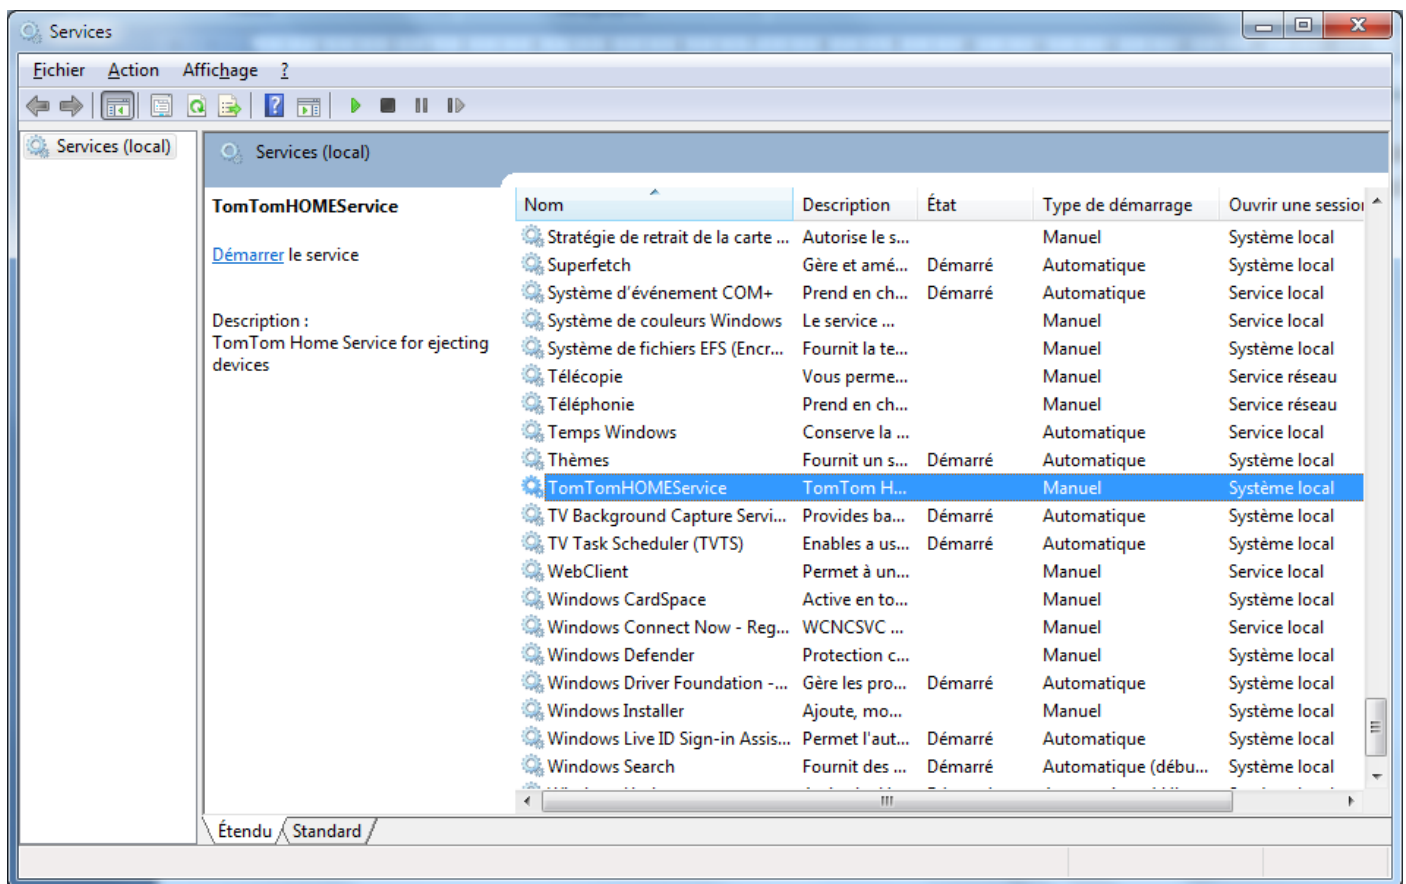 Services
Fichier Action Affichage ?
Services (local)
Services (local)
TomTomHOMEService
Démarrer le service
Description :
TomTom Home Service for ejecting
devices
Nom Description État Type de démarrage Ouvrir une session
Stratégie de retrait de la carte ... Autorise le s... Manuel Système local
Superfetch Gère et amé... Démarré Automatique Système local
Système d'événement COM+ Prend en ch... Démarré Automatique Service local
Système de couleurs Windows Le service ... Manuel Service local
Système de fichiers EFS (Encr... Fournit la te... Manuel Système local
Télécopie Vous perme... Manuel Service réseau
Téléphonie Prend en ch... Manuel Service réseau
Temps Windows Conserve la ... Automatique Service local
Thèmes Fournit un s... Démarré Automatique Système local
TomTomHOMEService TomTom H... Manuel Système local
TV Background Capture Servi... Provides ba... Démarré Automatique Système local
TV Task Scheduler (TVTS) Enables a us... Démarré Automatique Système local
WebClient Permet à un... Manuel Service local
Windows CardSpace Active en to... Manuel Système local
Windows Connect Now - Reg... WCNCSVC ... Manuel Service local
Windows Defender Protection c... Manuel Système local
Windows Driver Foundation -... Gère les pro... Démarré Automatique Système local
Windows Installer Ajoute, mo... Manuel Système local
Windows Live ID Sign-in Assis... Permet l'aut... Démarré Automatique Système local
Windows Search Fournit des ... Démarré Automatique (débu... Système local
Étendu Standard